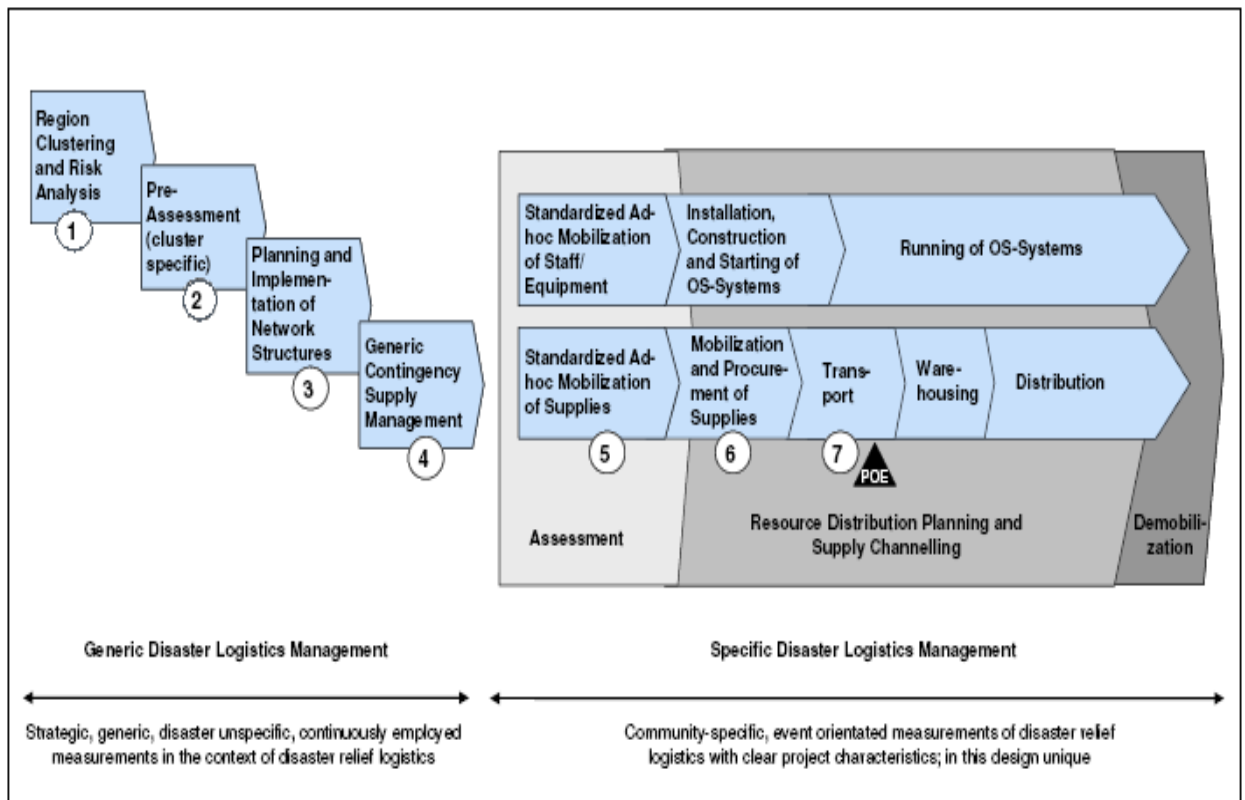 Region
Clustering
and Risk
Analysis
1
Pre-
Assessment
(cluster
specific)
2
Planning and
Implemen-
tation of
Network
Structures
3
Generic
Contingency
Supply
Management
4
Standardized Ad-
hoc Mobilization
of Staff/
Equipment
Installation,
Construction
and Starting of
OS-Systems
Running of OS-Systems
Standardized Ad-
hoc Mobilization
of Supplies
5
Mobilization
and Procure-
ment of
Supplies
6
Trans-
port
7
POE
Ware-
housing
Distribution
Assessment
Resource Distribution Planning and
Supply Channelling
Demobili-
zation
Generic Disaster Logistics Management
Specific Disaster Logistics Management
Strategic, generic, disaster unspecific, continuously employed
measurements in the context of disaster relief logistics
Community-specific, event orientated measurements of disaster relief
logistics with clear project characteristics; in this design unique